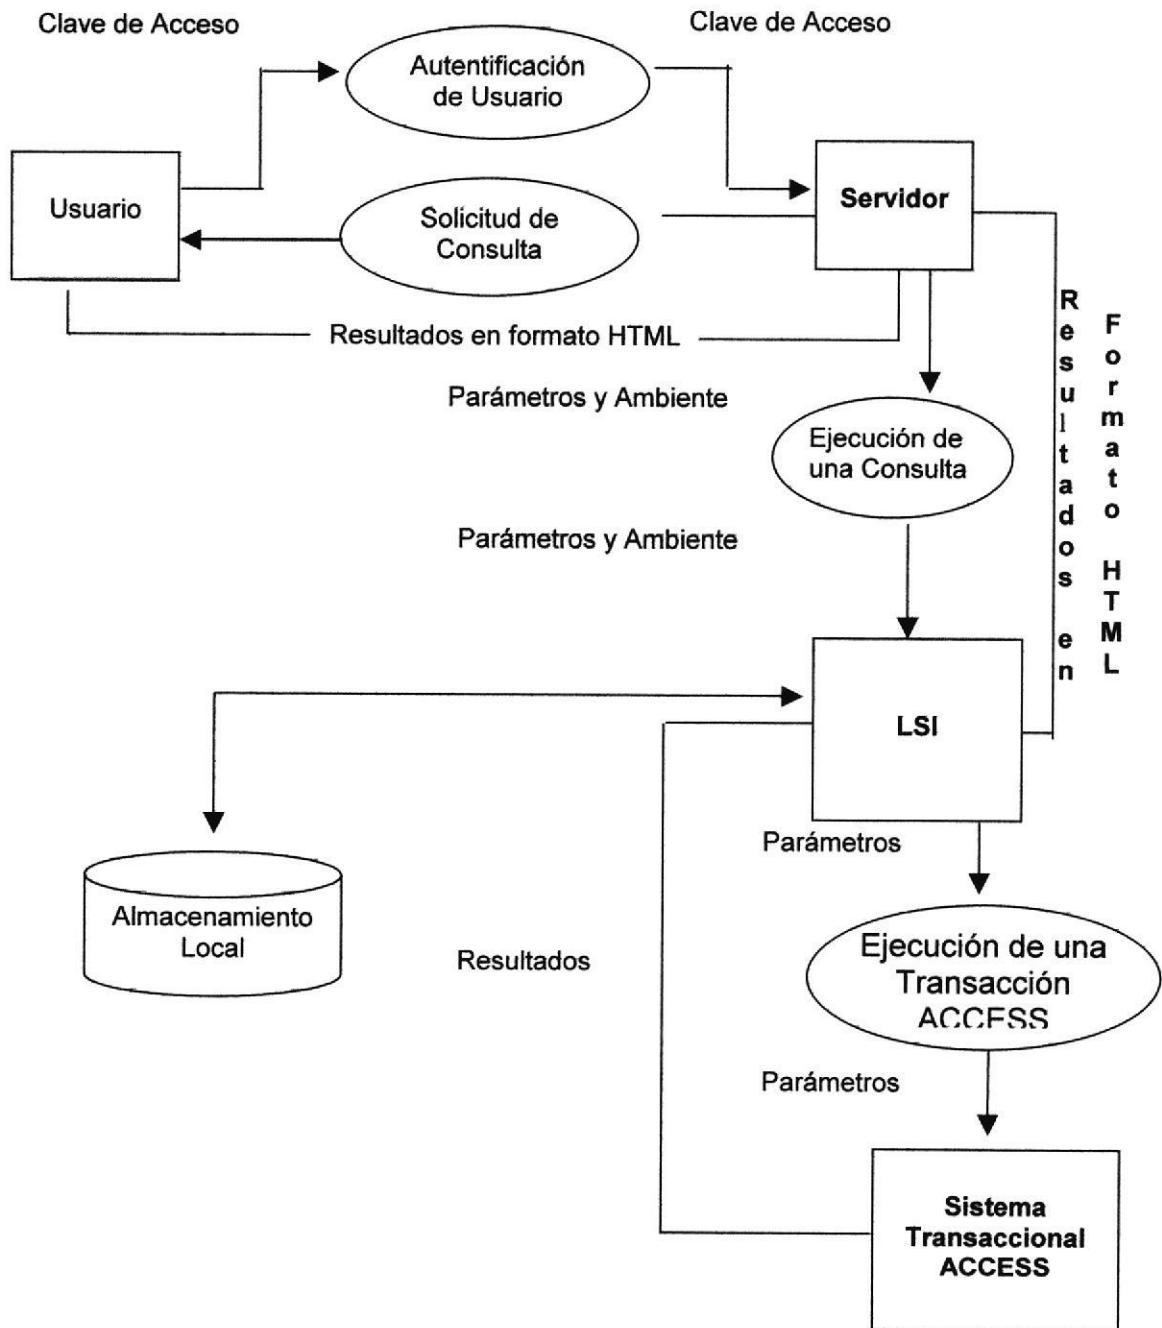 Clave de Acceso
Clave de Acceso
Autentificación
de Usuario
Usuario
Servidor
Solicitud de
Consulta
Resultados en formato HTML
Resultados en
Formato HTML
Parámetros y Ambiente
Ejecución de
una Consulta
Parámetros y Ambiente
LSI
Parámetros
Almacenamiento
Local
Resultados
Ejecución de una
Transacción
ACCESS
Parámetros
Sistema
Transaccional
ACCESS